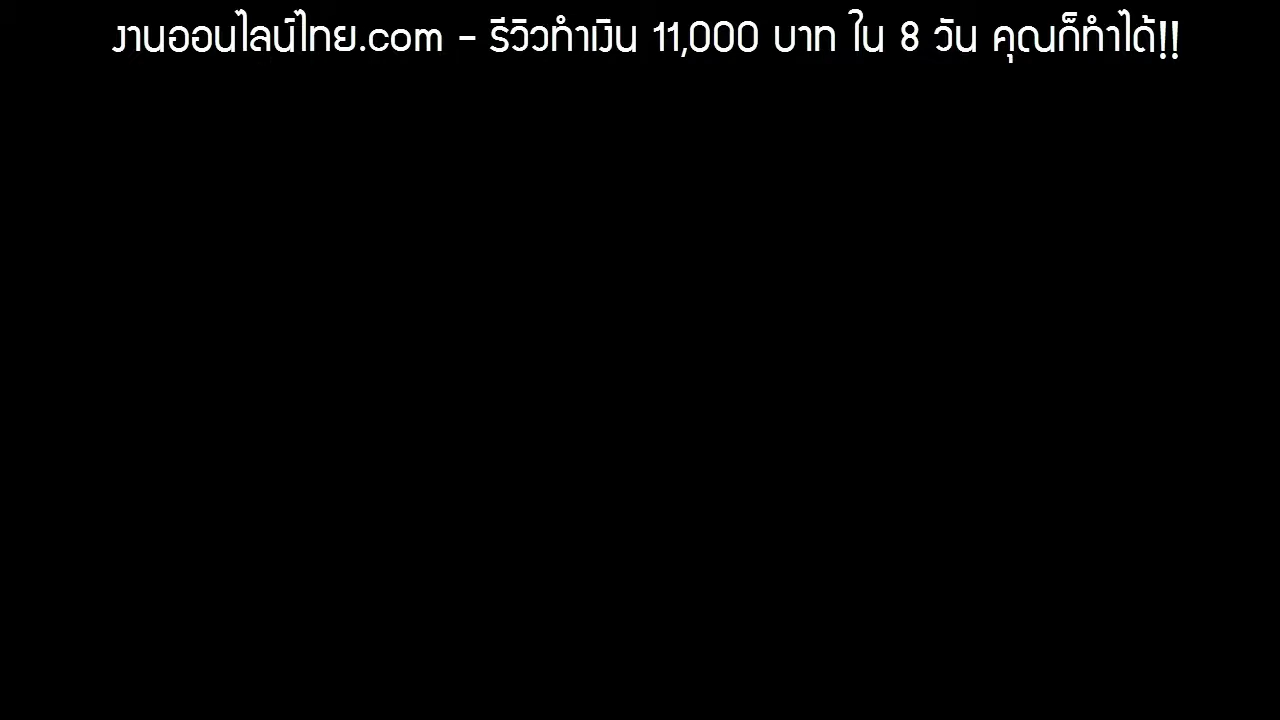 งานออนไลน์ไทย.com - รีวิวทำเงิน 11,000 บาท ใน 8 วัน คุณก็ทำได้!!